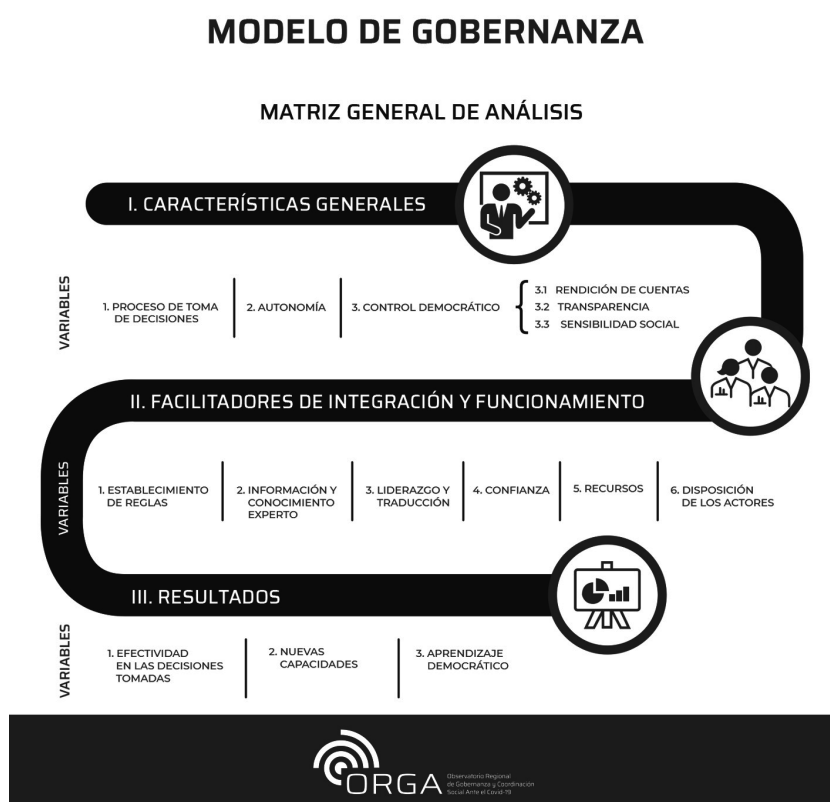 MODELO DE GOBERNANZA
MATRIZ GENERAL DE ANÁLISIS
I. CARACTERÍSTICAS GENERALES
VARIABLES
1. PROCESO DE TOMA
DE DECISIONES
2. AUTONOMÍA
3. CONTROL DEMOCRÁTICO
3.1 RENDICIÓN DE CUENTAS
3.2 TRANSPARENCIA
3.3 SENSIBILIDAD SOCIAL
II. FACILITADORES DE INTEGRACIÓN Y FUNCIONAMIENTO
VARIABLES
1. ESTABLECIMIENTO
DE REGLAS
2. INFORMACIÓN Y
CONOCIMIENTO
EXPERTO
3. LIDERAZGO Y
TRADUCCIÓN
4. CONFIANZA
5. RECURSOS
6. DISPOSICIÓN
DE LOS ACTORES
III. RESULTADOS
VARIABLES
1. EFECTIVIDAD
EN LAS DECISIONES
TOMADAS
2. NUEVAS
CAPACIDADES
3. APRENDIZAJE
DEMOCRÁTICO
ORGA
Observatorio Regional
de Gobernanza y Coordinación
Social Ante el Covid-19